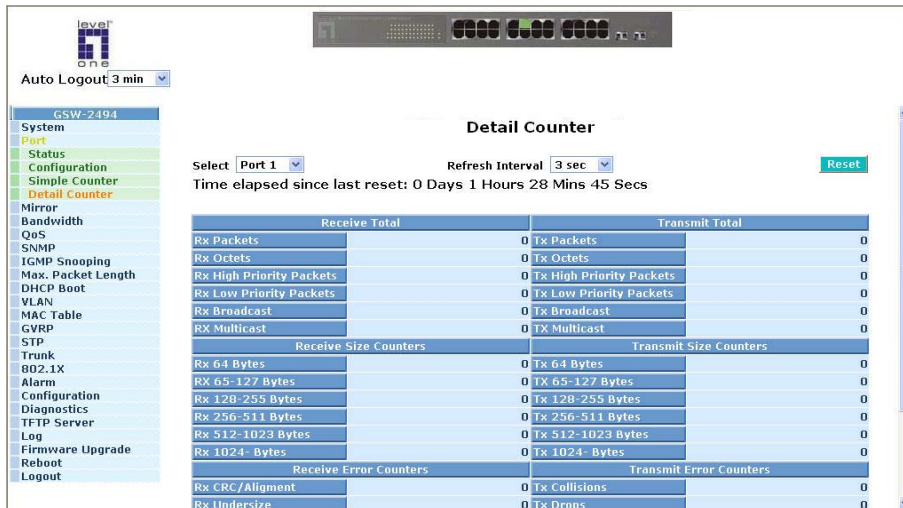 level
one
Auto Logout 3 min
GSW-2494
System
Port
Status
Configuration
Simple Counter
Detail Counter
Mirror
Bandwidth
QoS
SNMP
IGMP Snooping
Max. Packet Length
DHCP Boot
VLAN
MAC Table
GVRP
STP
Trunk
802.1X
Alarm
Configuration
Diagnostics
TFTP Server
Log
Firmware Upgrade
Reboot
Logout
Detail Counter
Select Port 1 Refresh Interval 3 sec Reset
Time elapsed since last reset: 0 Days 1 Hours 28 Mins 45 Secs
Receive Total Transmit Total
Rx Packets 0 Tx Packets 0
Rx Octets 0 Tx Octets 0
Rx High Priority Packets 0 Tx High Priority Packets 0
Rx Low Priority Packets 0 Tx Low Priority Packets 0
Rx Broadcast 0 Tx Broadcast 0
RX Multicast 0 TX Multicast 0
Receive Size Counters Transmit Size Counters
Rx 64 Bytes 0 Tx 64 Bytes 0
RX 65-127 Bytes 0 TX 65-127 Bytes 0
Rx 128-255 Bytes 0 Tx 128-255 Bytes 0
Rx 256-511 Bytes 0 Tx 256-511 Bytes 0
Rx 512-1023 Bytes 0 Tx 512-1023 Bytes 0
Rx 1024- Bytes 0 Tx 1024- Bytes 0
Receive Error Counters Transmit Error Counters
Rx CRC/Aligment 0 Tx Collisions 0
Rx Undersize 0 Tx Drops 0